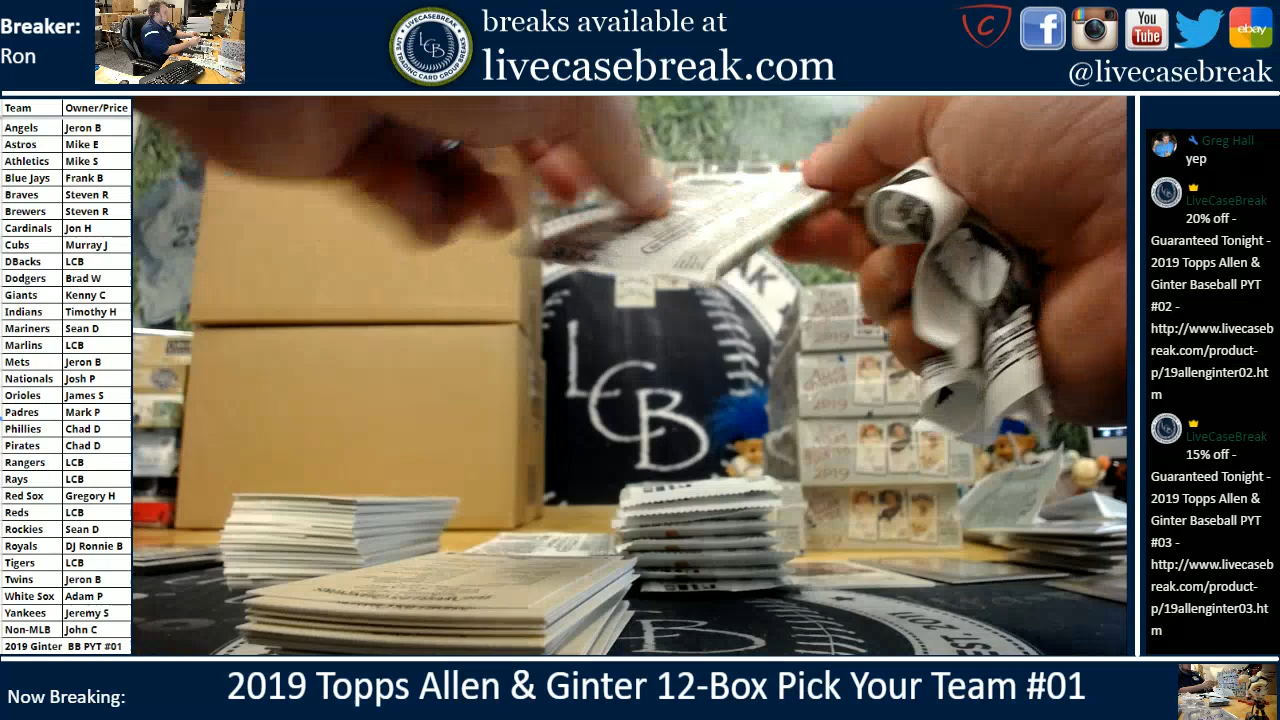 Breaker:
Ron
breaks available at
livecasebreak.com
LCB
You
Tube
ebay
@livecasebreak
Team Owner/Price
Angels Jeron B
Astros Mike E
Athletics Mike S
Blue Jays Frank B
Braves Steven R
Brewers Steven R
Cardinals Jon H
Cubs Murray J
DBacks LCB
Dodgers Brad W
Giants Kenny C
Indians Timothy H
Mariners Sean D
Marlins LCB
Mets Jeron B
Nationals Josh P
Orioles James S
Padres Mark P
Phillies Chad D
Pirates Chad D
Rangers LCB
Rays LCB
Red Sox Gregory H
Reds LCB
Rockies Sean D
Royals DJ Ronnie B
Tigers LCB
Twins Jeron B
White Sox Adam P
Yankees Jeremy S
Non-MLB John C
2019 Ginter BB PYT #01
LCB
2019
Greg Hall
yep
LiveCaseBreak
20% off -
Guaranteed Tonight -
2019 Topps Allen &
Ginter Baseball PYT
#02 -
http://www.livecaseb
reak.com/product-
p/19allenginter02.ht
m
LiveCaseBreak
15% off -
Guaranteed Tonight -
2019 Topps Allen &
Ginter Baseball PYT
#03 -
http://www.livecaseb
reak.com/product-
p/19allenginter03.ht
m
Now Breaking:
2019 Topps Allen & Ginter 12-Box Pick Your Team #01